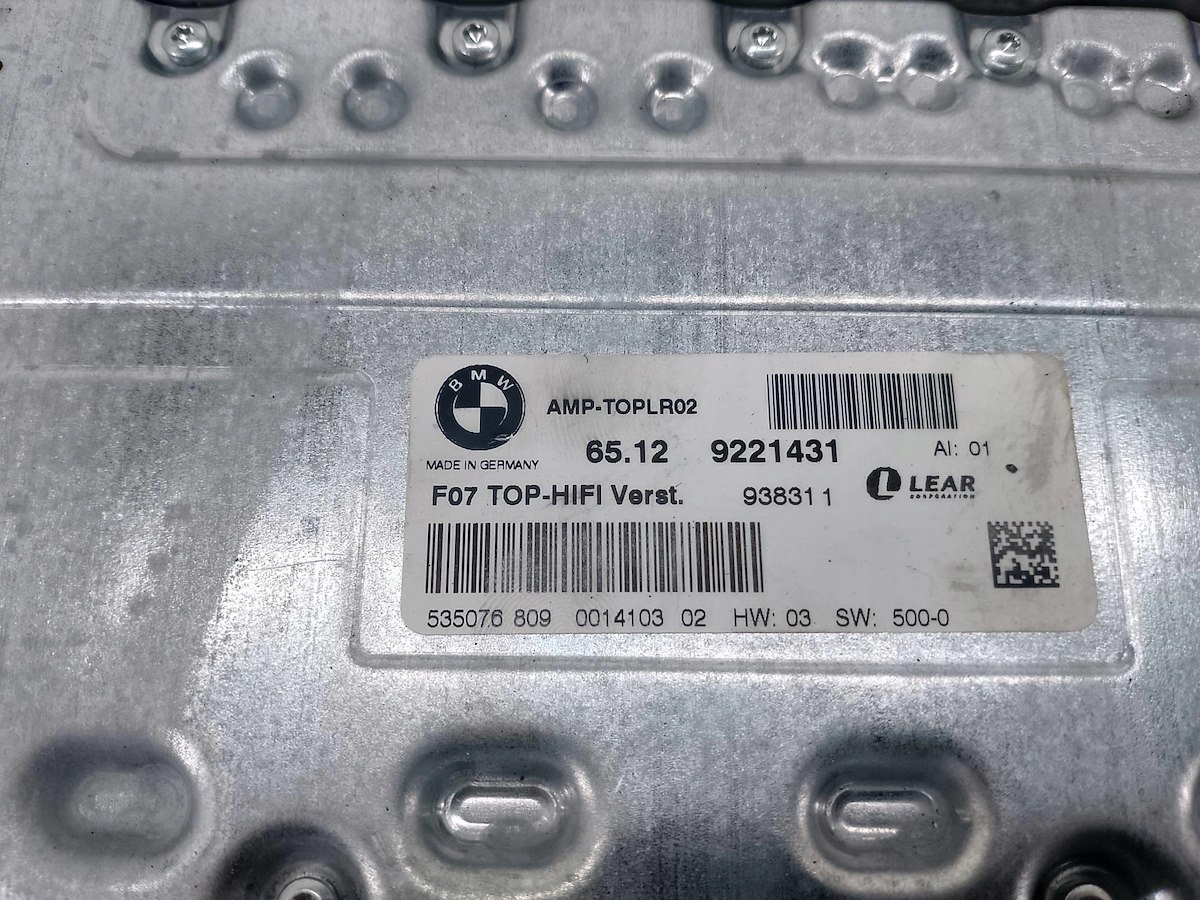 BMW
AMP-TOPLR02
MADE IN GERMANY
65.12 9221431 AI: 01
F07 TOP-HIFI Verst. 938311
LEAR
CORPORATION
535076 809 0014103 02 HW: 03 SW: 500-0